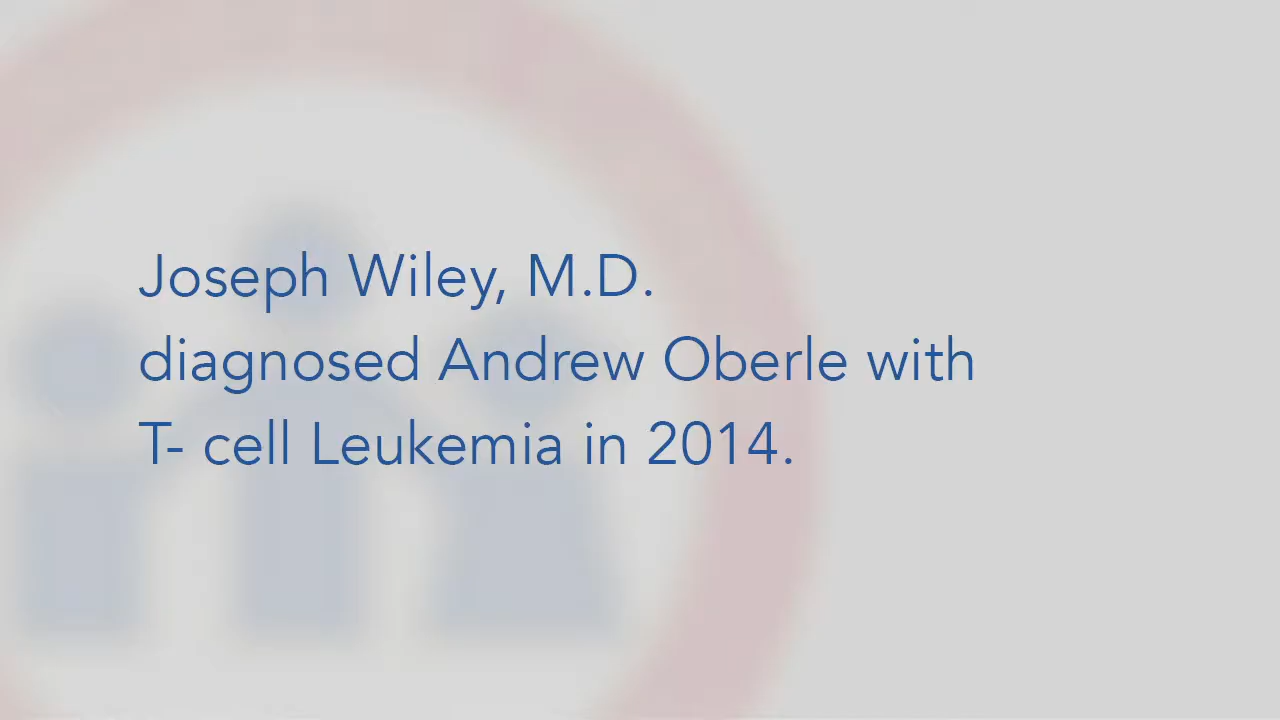 Joseph Wiley, M.D.
diagnosed Andrew Oberle with
T- cell Leukemia in 2014.